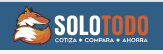 SOLOTODO
COTIZA • COMPARA • AHORRA